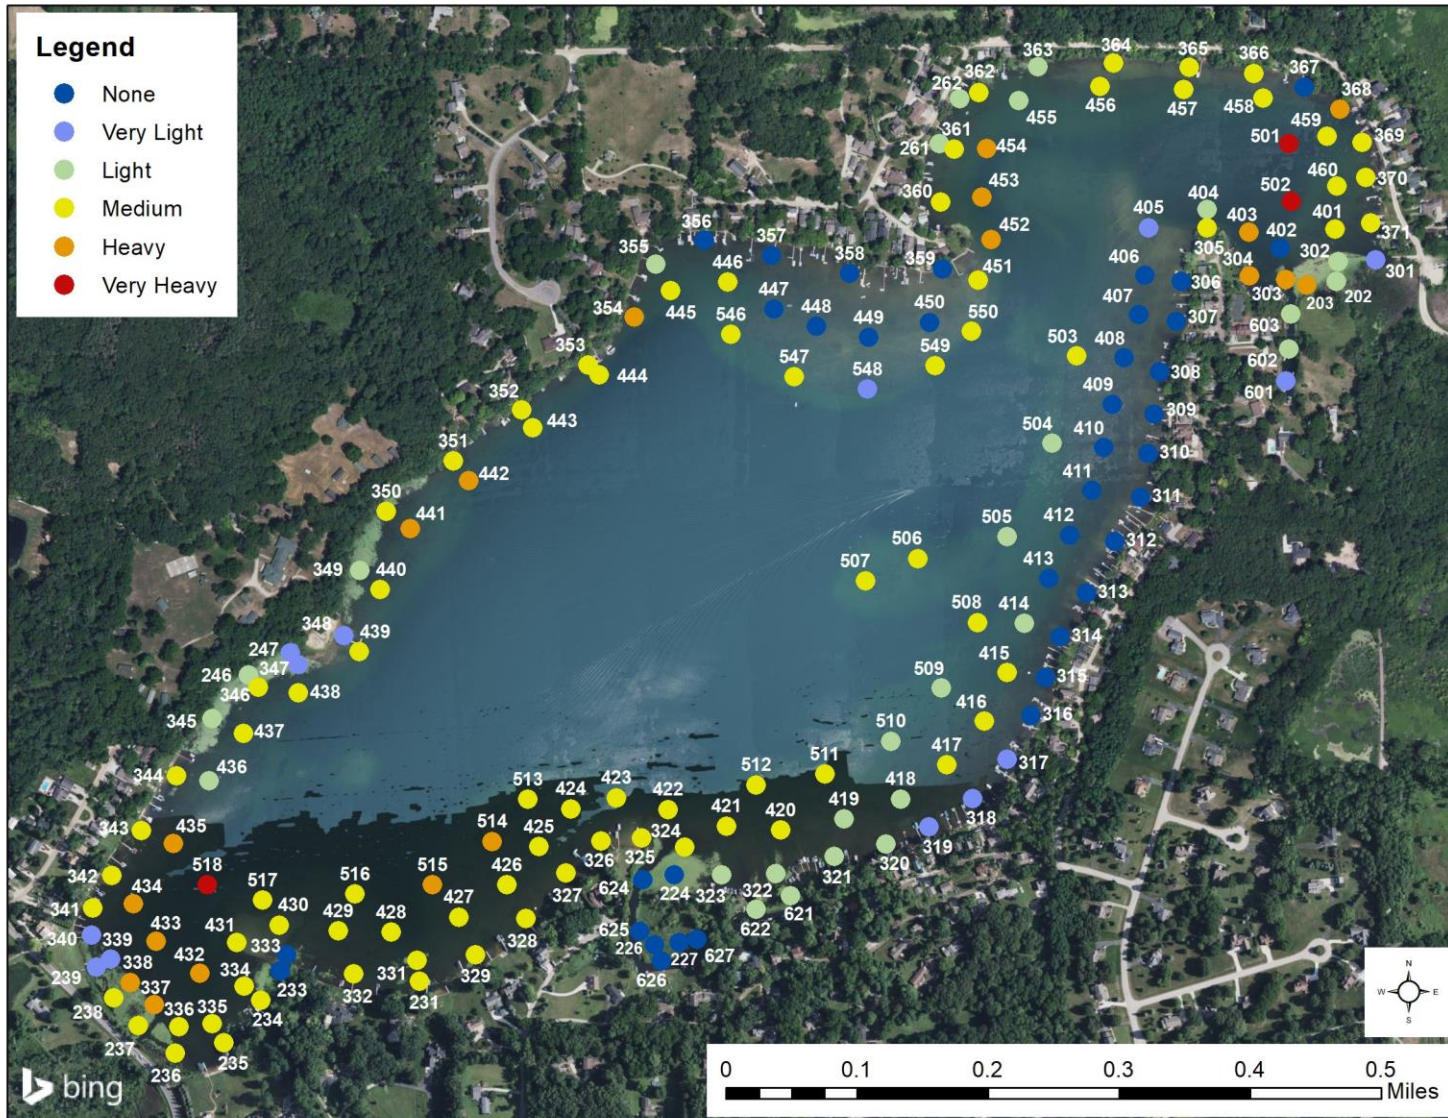 Legend
None
Very Light
Light
Medium
Heavy
Very Heavy
363 364 365 366 367
262 362 368
455 456 457 458 459
261 361 454 501 369
453 460 370
360 502
356 357 358 359 452 405 404 403 402 401 371
355 446 451 305 304 302 301
354 445 447 448 449 450 406 306 303 203 202
546 550 407 307 603
353 444 547 548 549 503 408 308 602
352 443 409 309 601
351 442 504 410 310
350 441 411 311
349 440 505 412 312
507 506 413 313
348 439 508 414 314
247 347 415 315
246 346 438 509 416 316
345 437 510 417 317
344 436 513 424 423 422 512 511 418 318
343 435 514 425 421 420 419 319
342 518 326 325 324 320
341 434 517 516 515 426 327 624 224 323 322 321
433 431 430 429 428 427 328 622 621
340 339 432 333 625 226 227 627
239 338 334 233 332 331 329 626
238 337 336 335 234 231
237 236 235
bing
N
W E
S
0 0.1 0.2 0.3 0.4 0.5
Miles